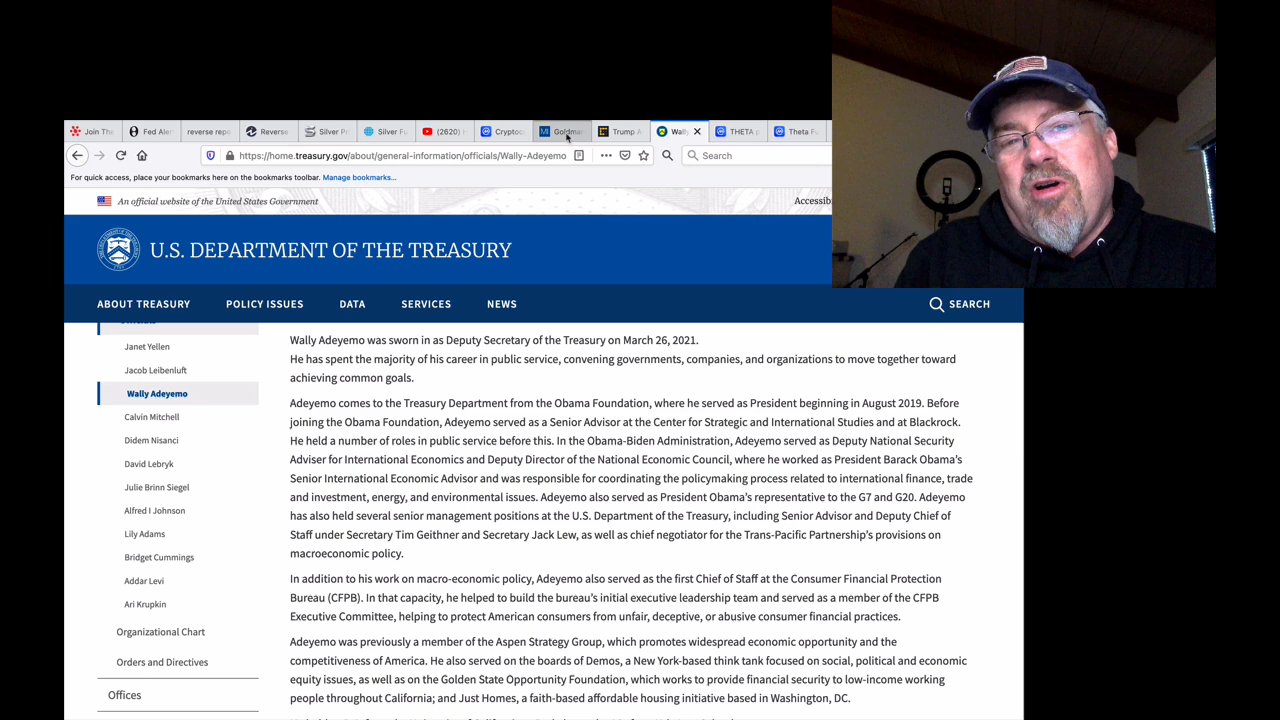 Join The
Fed Aler
reverse repo
Reverse
Silver Pr
Silver Fu
(2620) H
Cryptoc
Goldman
Trump A
Wally
THETA p
Theta Fu
https://home.treasury.gov/about/general-information/officials/Wally-Adeyemo
Search
For quick access, place your bookmarks here on the bookmarks toolbar. Manage bookmarks...
An official website of the United States Government
Accessibi
U.S. DEPARTMENT OF THE TREASURY
ABOUT TREASURY POLICY ISSUES DATA SERVICES NEWS SEARCH
Janet Yellen
Jacob Leibenluft
Wally Adeyemo
Calvin Mitchell
Didem Nisanci
David Lebryk
Julie Brinn Siegel
Alfred I Johnson
Lily Adams
Bridget Cummings
Addar Levi
Ari Krupkin
Organizational Chart
Orders and Directives
Offices
Wally Adeyemo was sworn in as Deputy Secretary of the Treasury on March 26, 2021.
He has spent the majority of his career in public service, convening governments, companies, and organizations to move together toward
achieving common goals.
Adeyemo comes to the Treasury Department from the Obama Foundation, where he served as President beginning in August 2019. Before
joining the Obama Foundation, Adeyemo served as a Senior Advisor at the Center for Strategic and International Studies and at Blackrock.
He held a number of roles in public service before this. In the Obama-Biden Administration, Adeyemo served as Deputy National Security
Adviser for International Economics and Deputy Director of the National Economic Council, where he worked as President Barack Obama's
Senior International Economic Advisor and was responsible for coordinating the policymaking process related to international finance, trade
and investment, energy, and environmental issues. Adeyemo also served as President Obama's representative to the G7 and G20. Adeyemo
has also held several senior management positions at the U.S. Department of the Treasury, including Senior Advisor and Deputy Chief of
Staff under Secretary Tim Geithner and Secretary Jack Lew, as well as chief negotiator for the Trans-Pacific Partnership's provisions on
macroeconomic policy.
In addition to his work on macro-economic policy, Adeyemo also served as the first Chief of Staff at the Consumer Financial Protection
Bureau (CFPB). In that capacity, he helped to build the bureau's initial executive leadership team and served as a member of the CFPB
Executive Committee, helping to protect American consumers from unfair, deceptive, or abusive consumer financial practices.
Adeyemo was previously a member of the Aspen Strategy Group, which promotes widespread economic opportunity and the
competitiveness of America. He also served on the boards of Demos, a New York-based think tank focused on social, political and economic
equity issues, as well as on the Golden State Opportunity Foundation, which works to provide financial security to low-income working
people throughout California; and Just Homes, a faith-based affordable housing initiative based in Washington, DC.